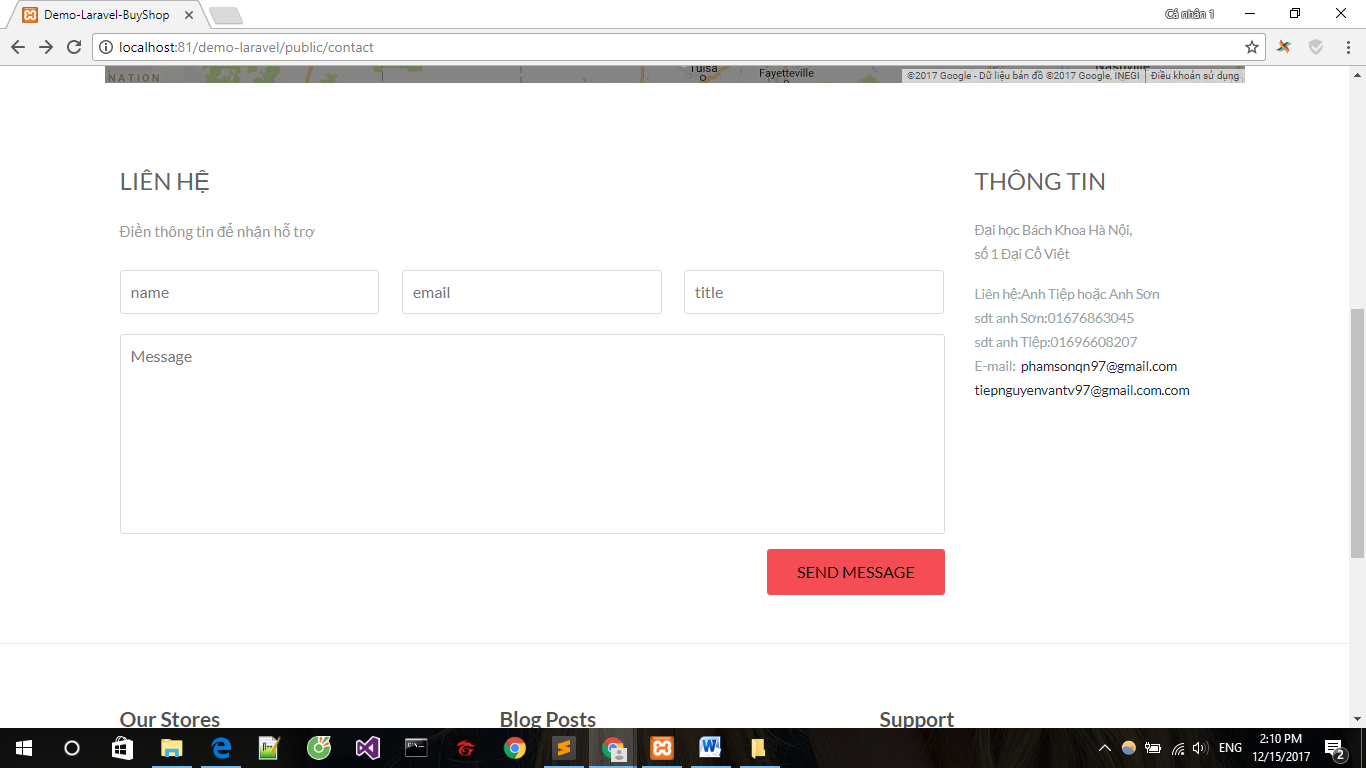 Demo-Laravel-BuyShop
Cá nhân 1
localhost:81/demo-laravel/public/contact
NATION
Tulsa
Fayetteville
Nashville
©2017 Google - Dữ liệu bản đồ ©2017 Google, INEGI
Điều khoản sử dụng
LIÊN HỆ
Điền thông tin để nhận hỗ trợ
name
email
title
Message
SEND MESSAGE
THÔNG TIN
Đại học Bách Khoa Hà Nội,
số 1 Đại Cồ Việt
Liên hệ:Anh Tiệp hoặc Anh Sơn
sdt anh Sơn:01676863045
sdt anh Tiệp:01696608207
E-mail: phamsonqn97@gmail.com
tiepnguyenvantv97@gmail.com.com
Our Stores
Blog Posts
Support
ENG
2:10 PM
12/15/2017
2